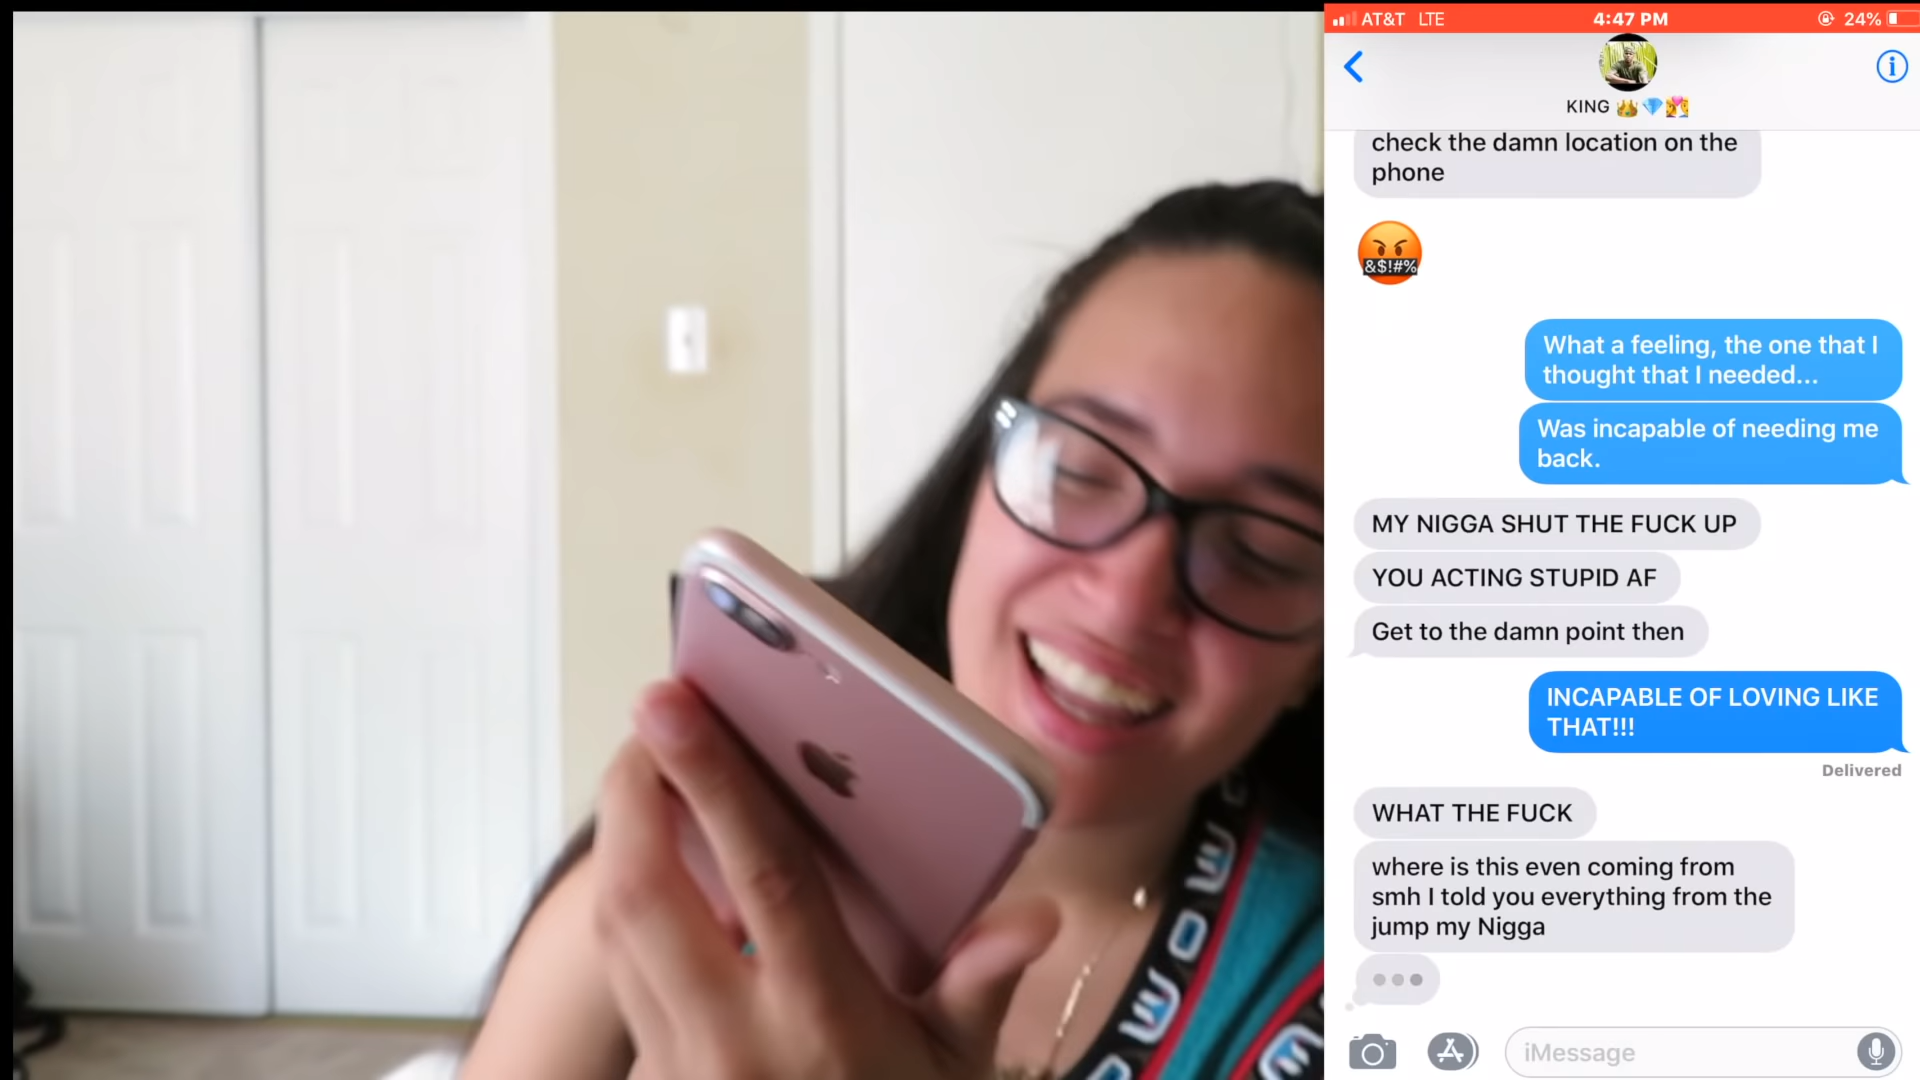 AT&T LTE 4:47 PM 24%
KING 👑💎💏
check the damn location on the
phone
&$!#%
What a feeling, the one that I
thought that I needed...
Was incapable of needing me
back.
MY NIGGA SHUT THE FUCK UP
YOU ACTING STUPID AF
Get to the damn point then
INCAPABLE OF LOVING LIKE
THAT!!!
Delivered
WHAT THE FUCK
where is this even coming from
smh I told you everything from the
jump my Nigga
iMessage